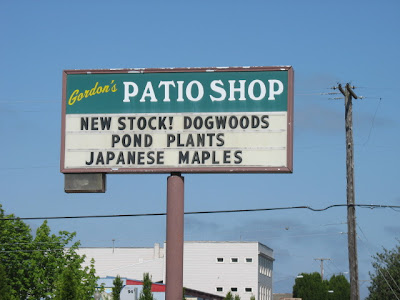 Gordon's PATIO SHOP
NEW STOCK! DOGWOODS
POND PLANTS
JAPANESE MAPLES